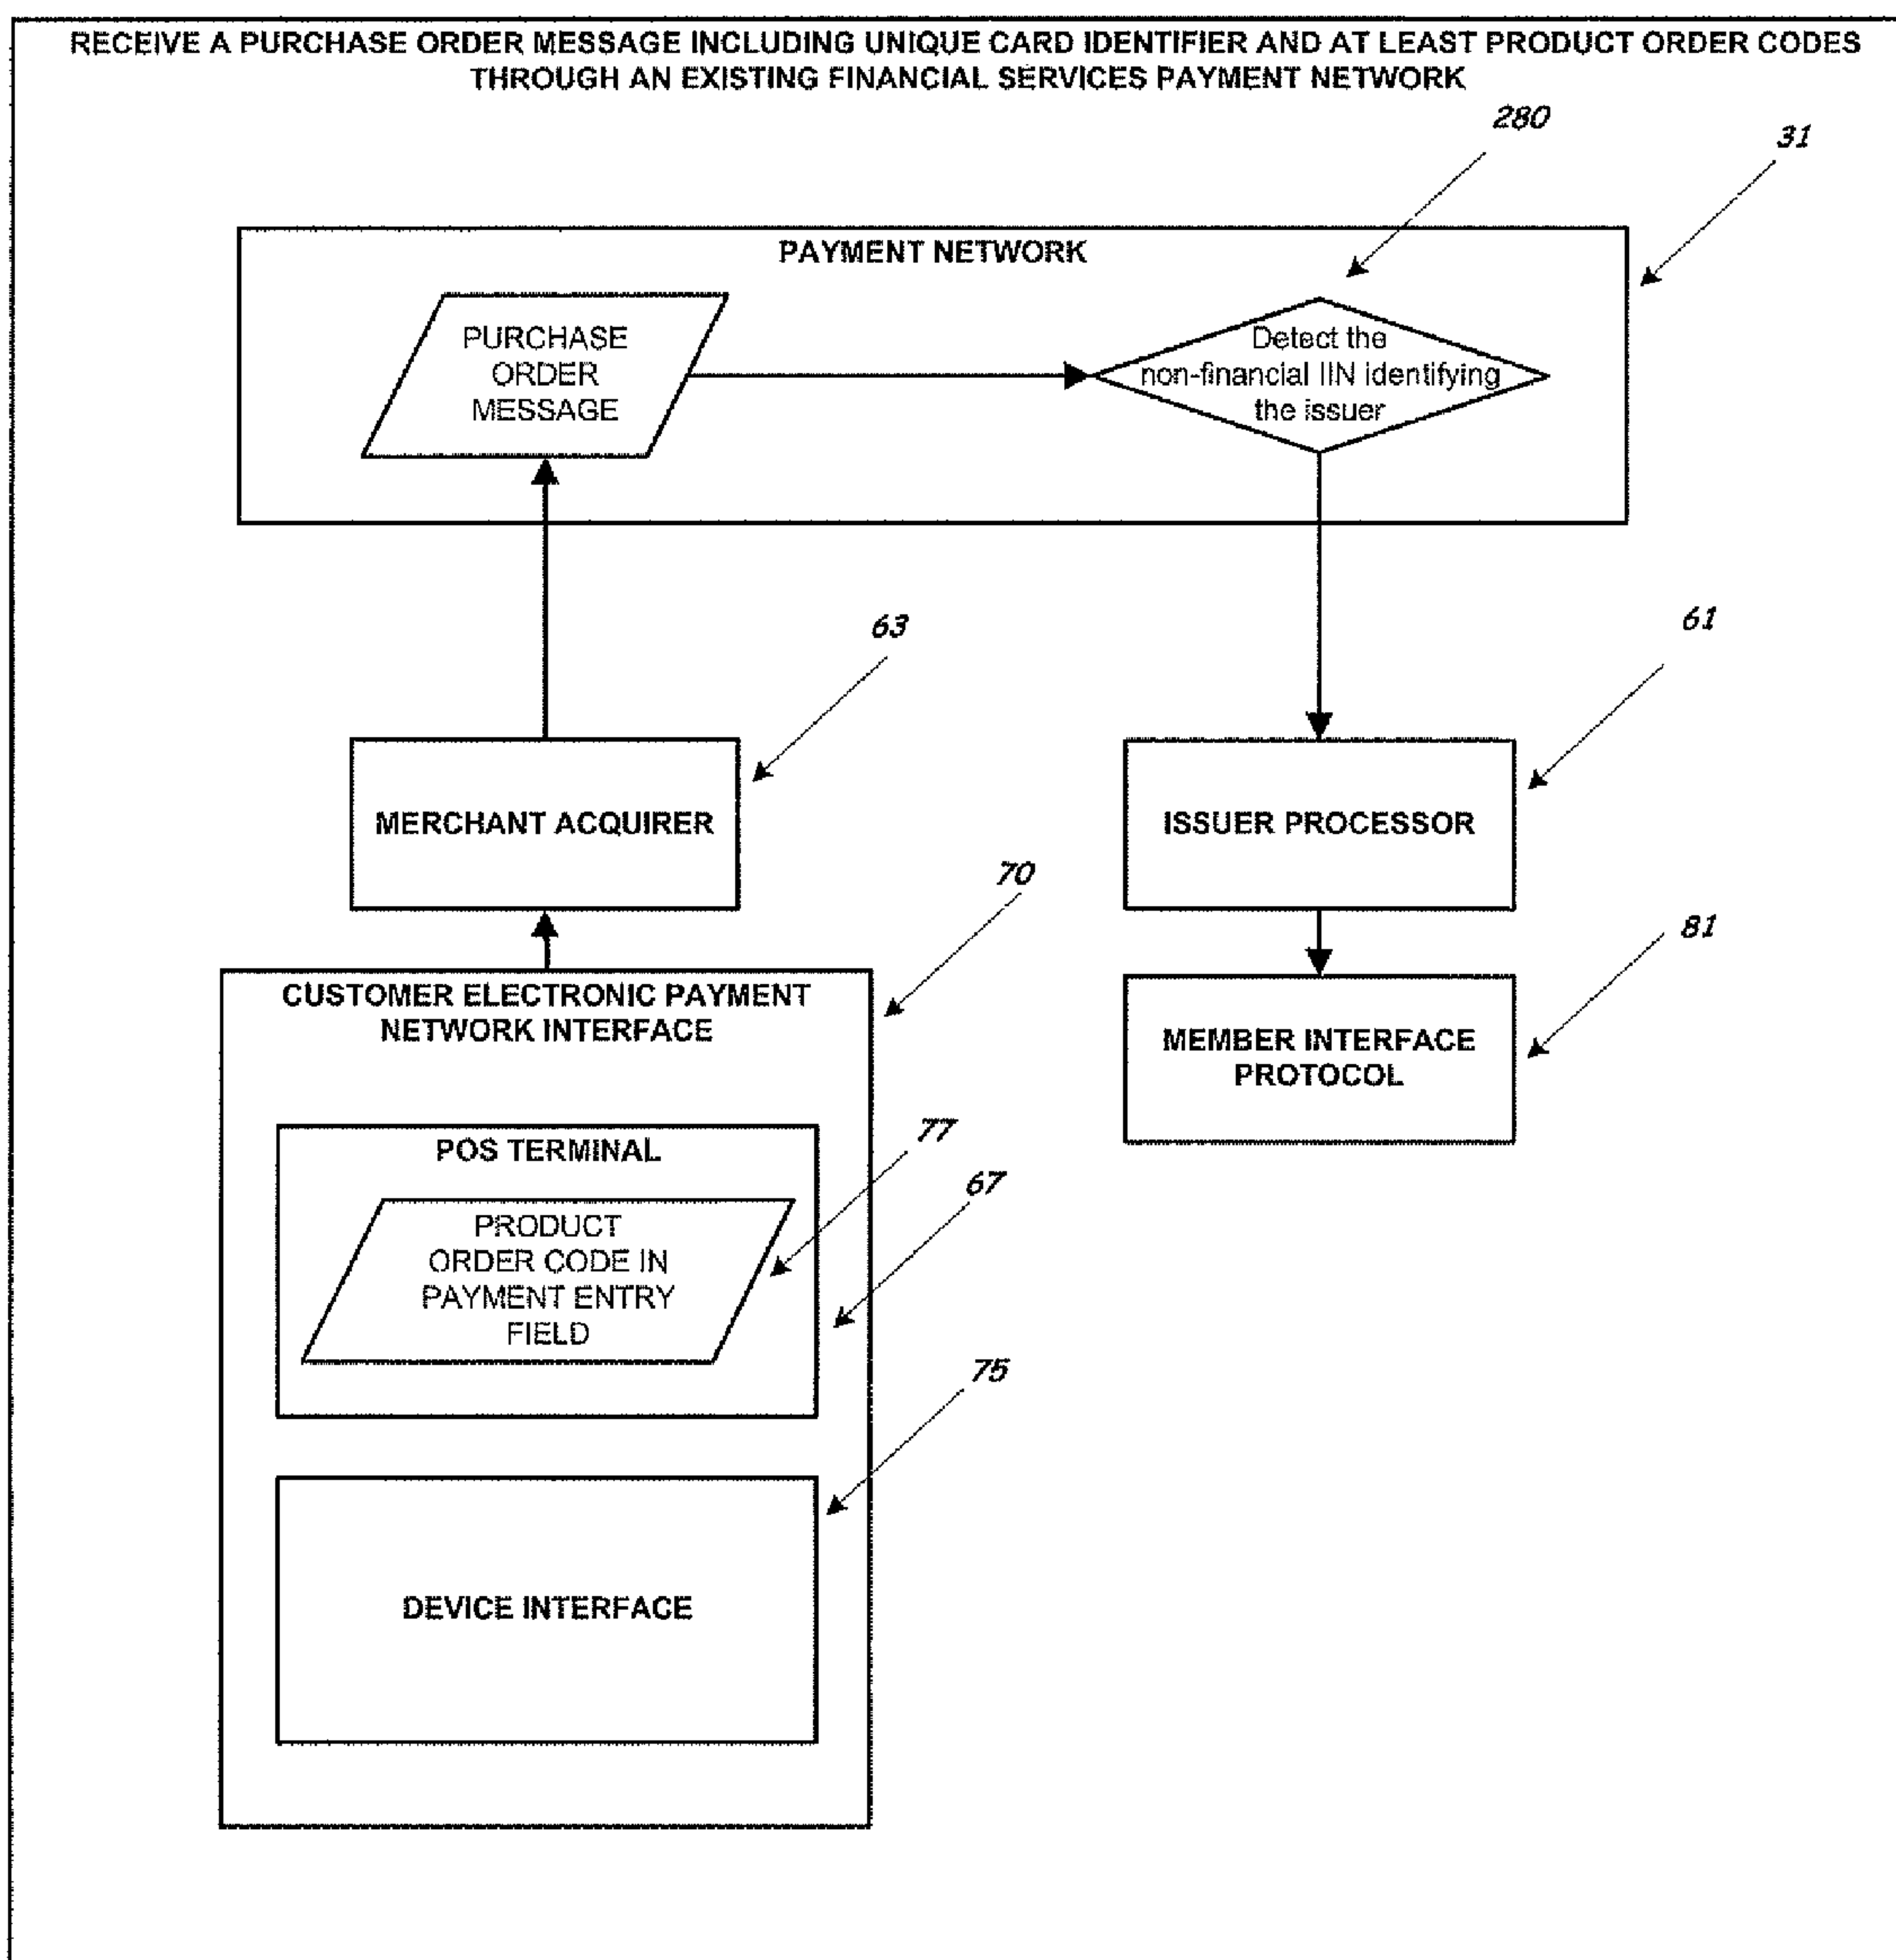 RECEIVE A PURCHASE ORDER MESSAGE INCLUDING UNIQUE CARD IDENTIFIER AND AT LEAST PRODUCT ORDER CODES
THROUGH AN EXISTING FINANCIAL SERVICES PAYMENT NETWORK
280
31
PAYMENT NETWORK
PURCHASE
ORDER
MESSAGE
Detect the
non-financial IIN identifying
the issuer
63
61
MERCHANT ACQUIRER
ISSUER PROCESSOR
70
81
CUSTOMER ELECTRONIC PAYMENT
NETWORK INTERFACE
MEMBER INTERFACE
PROTOCOL
77
POS TERMINAL
67
PRODUCT
ORDER CODE IN
PAYMENT ENTRY
FIELD
75
DEVICE INTERFACE